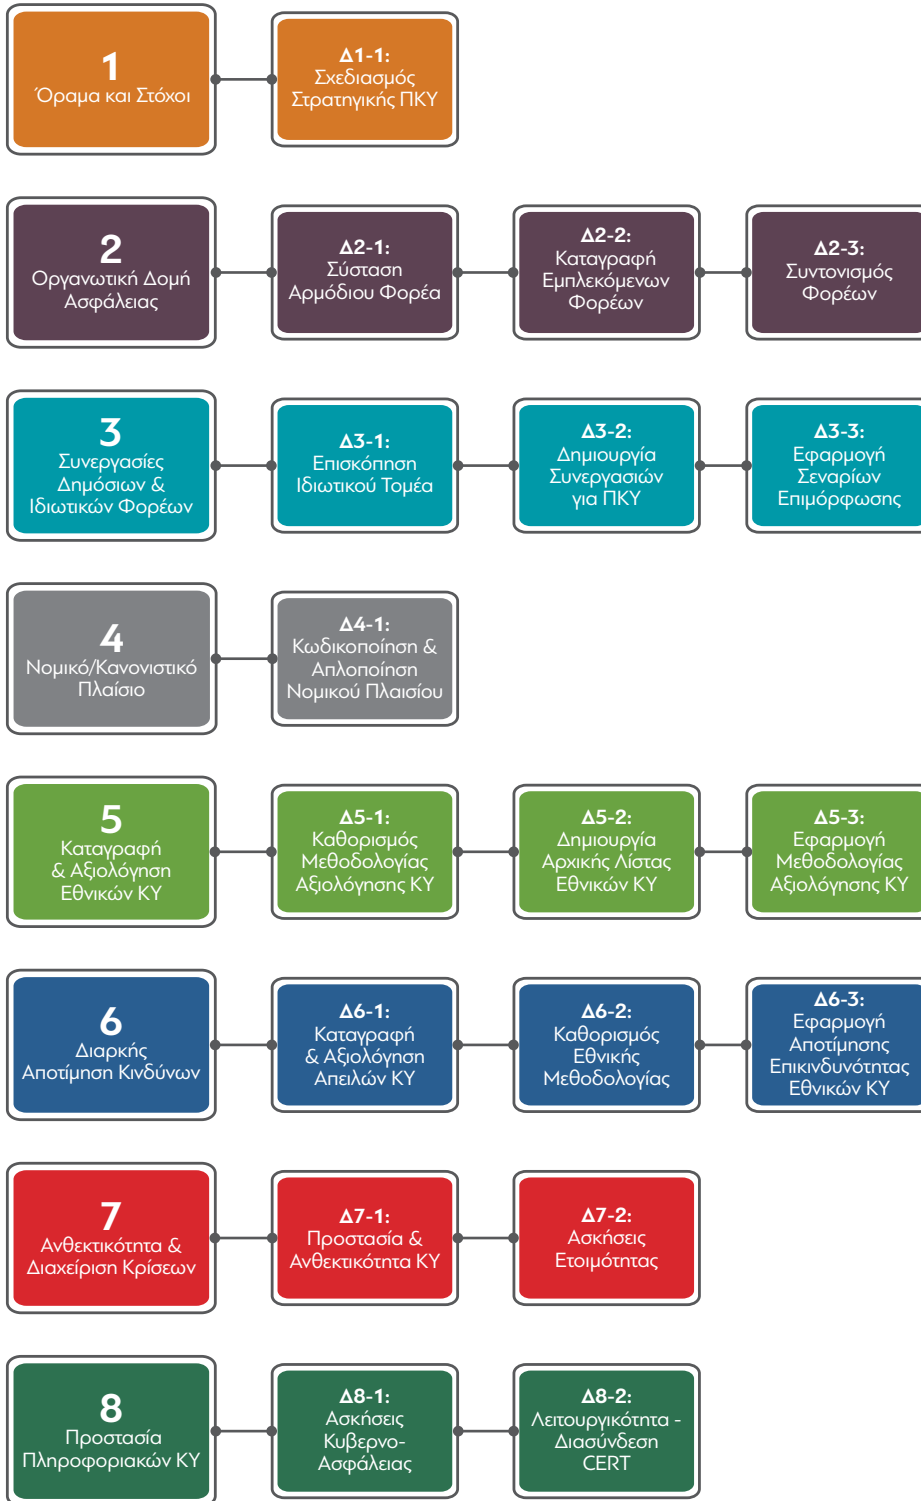 1
Όραμα και Στόχοι
Δ1-1:
Σχεδιασμός
Στρατηγικής ΠΚΥ
2
Οργανωτική Δομή
Ασφάλειας
Δ2-1:
Σύσταση
Αρμόδιου Φορέα
Δ2-2:
Καταγραφή
Εμπλεκόμενων
Φορέων
Δ2-3:
Συντονισμός
Φορέων
3
Συνεργασίες
Δημόσιων &
Ιδιωτικών Φορέων
Δ3-1:
Επισκόπηση
Ιδιωτικού Τομέα
Δ3-2:
Δημιουργία
Συνεργασιών
για ΠΚΥ
Δ3-3:
Εφαρμογή
Σεναρίων
Επιμόρφωσης
4
Νομικό/Κανονιστικό
Πλαίσιο
Δ4-1:
Κωδικοποίηση &
Απλοποίηση
Νομικού Πλαισίου
5
Καταγραφή
& Αξιολόγηση
Εθνικών ΚΥ
Δ5-1:
Καθορισμός
Μεθοδολογίας
Αξιολόγησης ΚΥ
Δ5-2:
Δημιουργία
Αρχικής Λίστας
Εθνικών ΚΥ
Δ5-3:
Εφαρμογή
Μεθοδολογίας
Αξιολόγησης ΚΥ
6
Διαρκής
Αποτίμηση Κινδύνων
Δ6-1:
Καταγραφή
& Αξιολόγηση
Απειλών ΚΥ
Δ6-2:
Καθορισμός
Εθνικής
Μεθοδολογίας
Δ6-3:
Εφαρμογή
Αποτίμησης
Επικινδυνότητας
Εθνικών ΚΥ
7
Ανθεκτικότητα &
Διαχείριση Κρίσεων
Δ7-1:
Προστασία &
Ανθεκτικότητα ΚΥ
Δ7-2:
Ασκήσεις
Ετοιμότητας
8
Προστασία
Πληροφοριακών ΚΥ
Δ8-1:
Ασκήσεις
Κυβερνο-
Ασφάλειας
Δ8-2:
Λειτουργικότητα -
Διασύνδεση
CERT